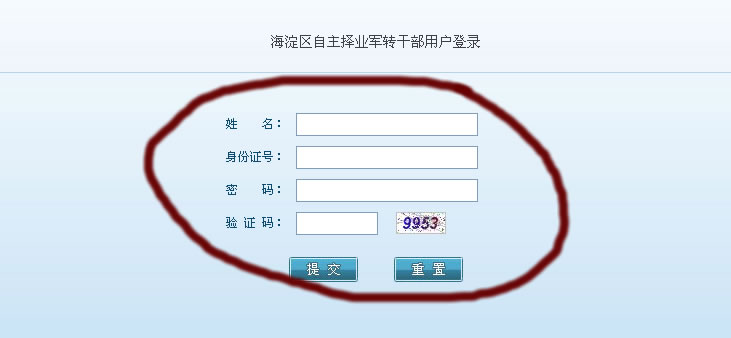 海淀区自主择业军转干部用户登录
姓 名：
身份证号：
密 码：
验 证 码： 9953
提 交 重 置